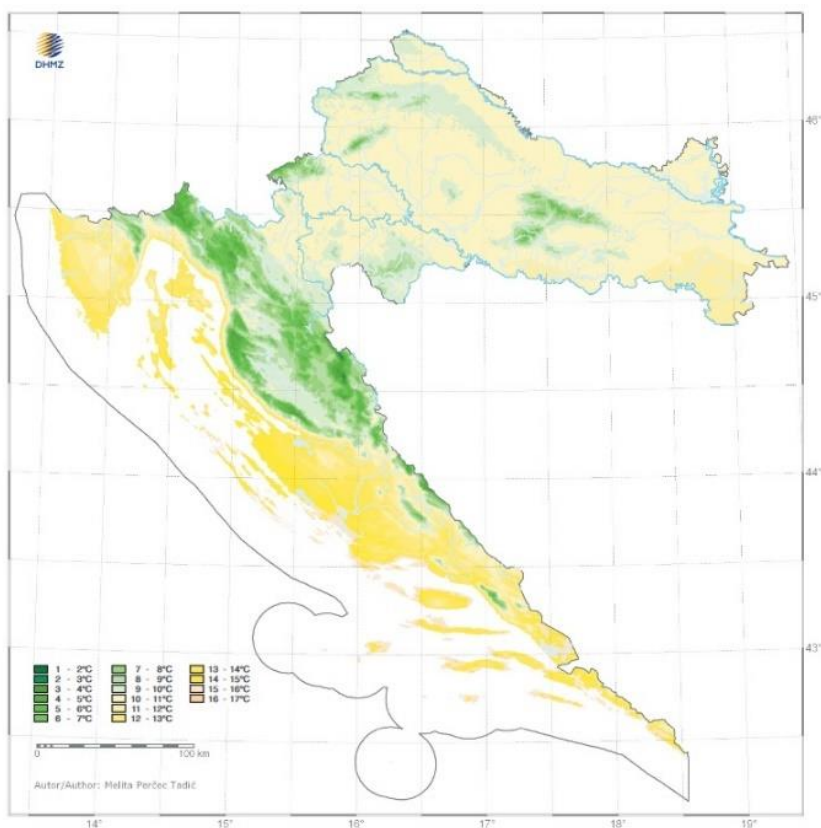 DHMZ
46°
45°
44°
43°
1 - 2°C
2 - 3°C
3 - 4°C
4 - 5°C
5 - 6°C
6 - 7°C
7 - 8°C
8 - 9°C
9 - 10°C
10 - 11°C
11 - 12°C
12 - 13°C
13 - 14°C
14 - 15°C
15 - 16°C
16 - 17°C
0
100 km
Autor/Author: Melita Perčec Tadić
14°
15°
16°
17°
18°
19°